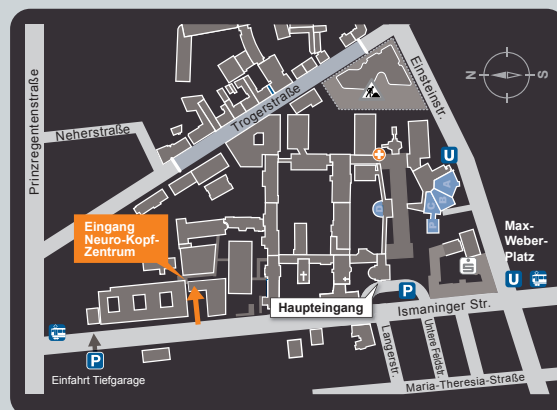 Prinzregentenstraße
Neherstraße
Trogerstraße
Einsteinstr.
N
S
U
Eingang
Neuro-Kopf-
Zentrum
A
B
C
D
Max-
Weber-
Platz
S
U
Haupteingang
P
Ismaninger Str.
P
Einfahrt Tiefgarage
Langerstr.
Untere Feldstr.
Maria-Theresia-Straße